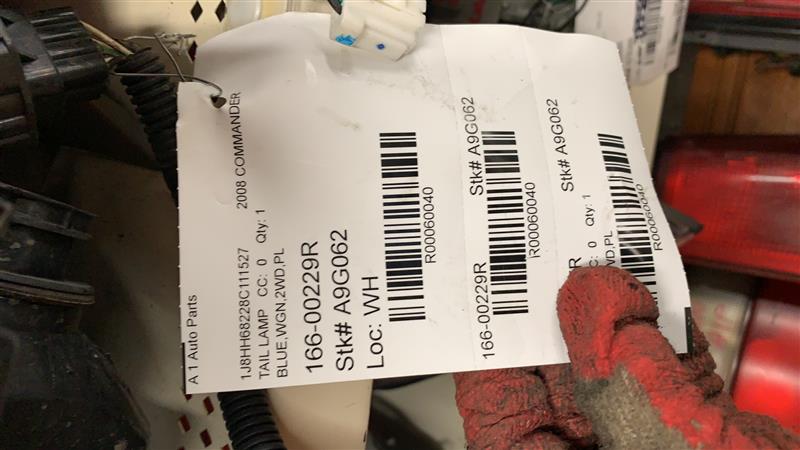 A 1 Auto Parts
1J8HH68228C111527 2008 COMMANDER
TAIL LAMP CC: 0 Qty: 1
BLUE,WGN,2WD,PL
166-00229R
Stk# A9G062
Loc: WH
R00060040
166-00229R Stk# A9G062
R00060040
Stk# A9G062
R
CC: 0 Qty: 1
PL
R00060040